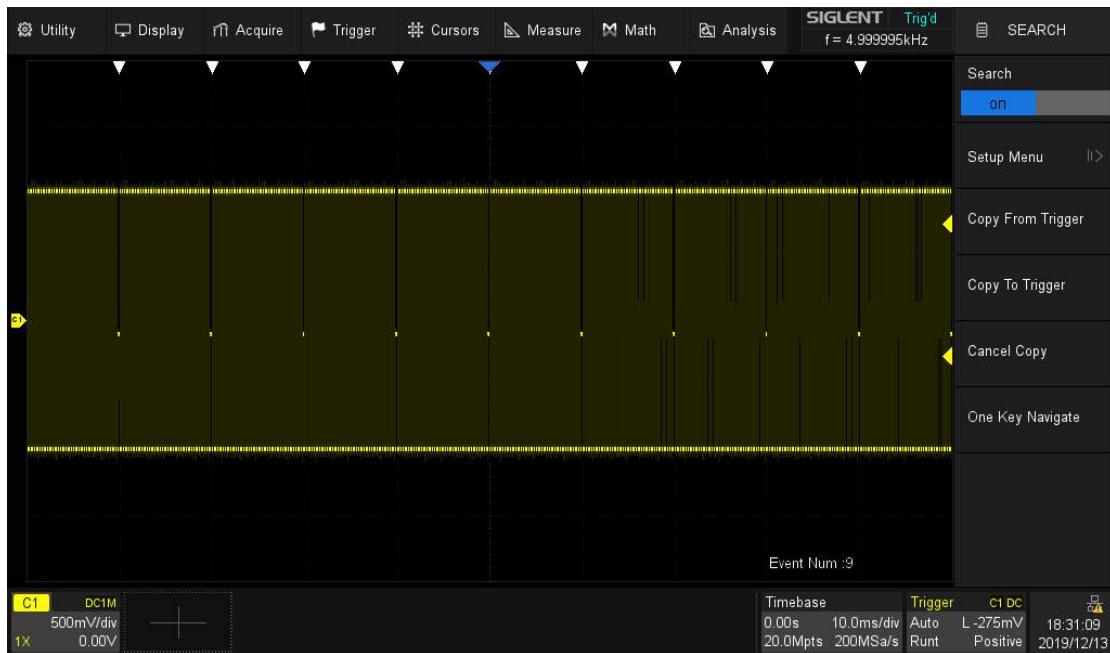 Utility Display Acquire Trigger Cursors Measure Math Analysis SIGLENT Trig'd SEARCH
f = 4.999995kHz
Search
on
Setup Menu
Copy From Trigger
Copy To Trigger
C1
Cancel Copy
One Key Navigate
Event Num :9
C1 DC1M Timebase Trigger C1 DC
500mV/div 0.00s 10.0ms/div Auto L -275mV 18:31:09
1X 0.00V 20.0Mpts 200MSa/s Runt Positive 2019/12/13